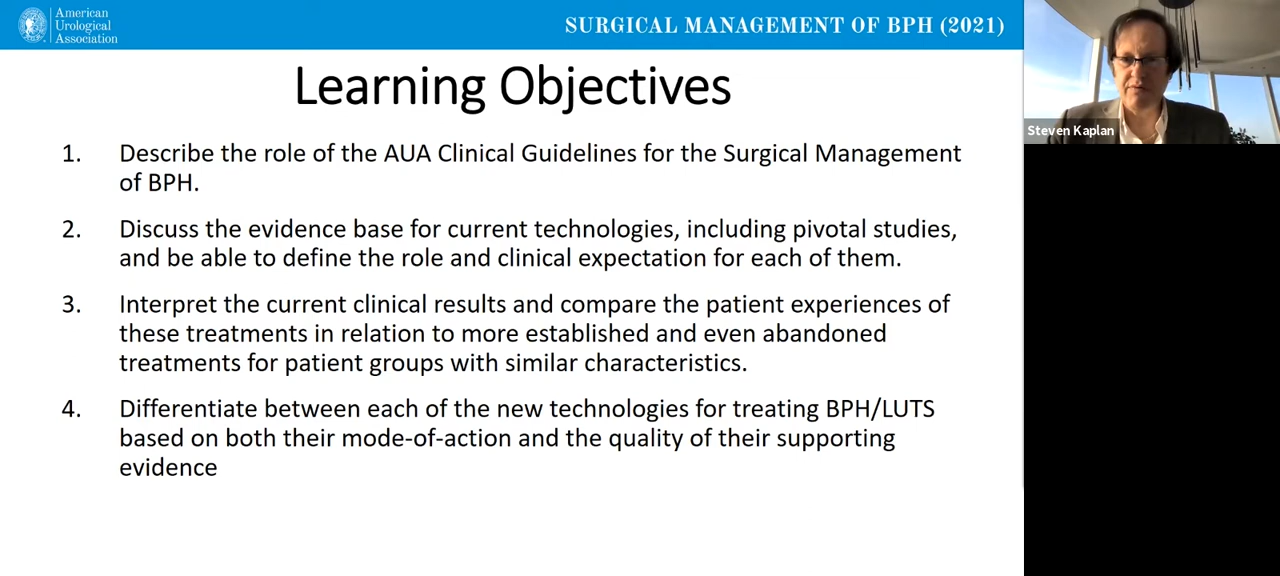 American
Urological
Association
SURGICAL MANAGEMENT OF BPH (2021)
Learning Objectives
1. Describe the role of the AUA Clinical Guidelines for the Surgical Management
of BPH.
2. Discuss the evidence base for current technologies, including pivotal studies,
and be able to define the role and clinical expectation for each of them.
3. Interpret the current clinical results and compare the patient experiences of
these treatments in relation to more established and even abandoned
treatments for patient groups with similar characteristics.
4. Differentiate between each of the new technologies for treating BPH/LUTS
based on both their mode-of-action and the quality of their supporting
evidence
Steven Kaplan